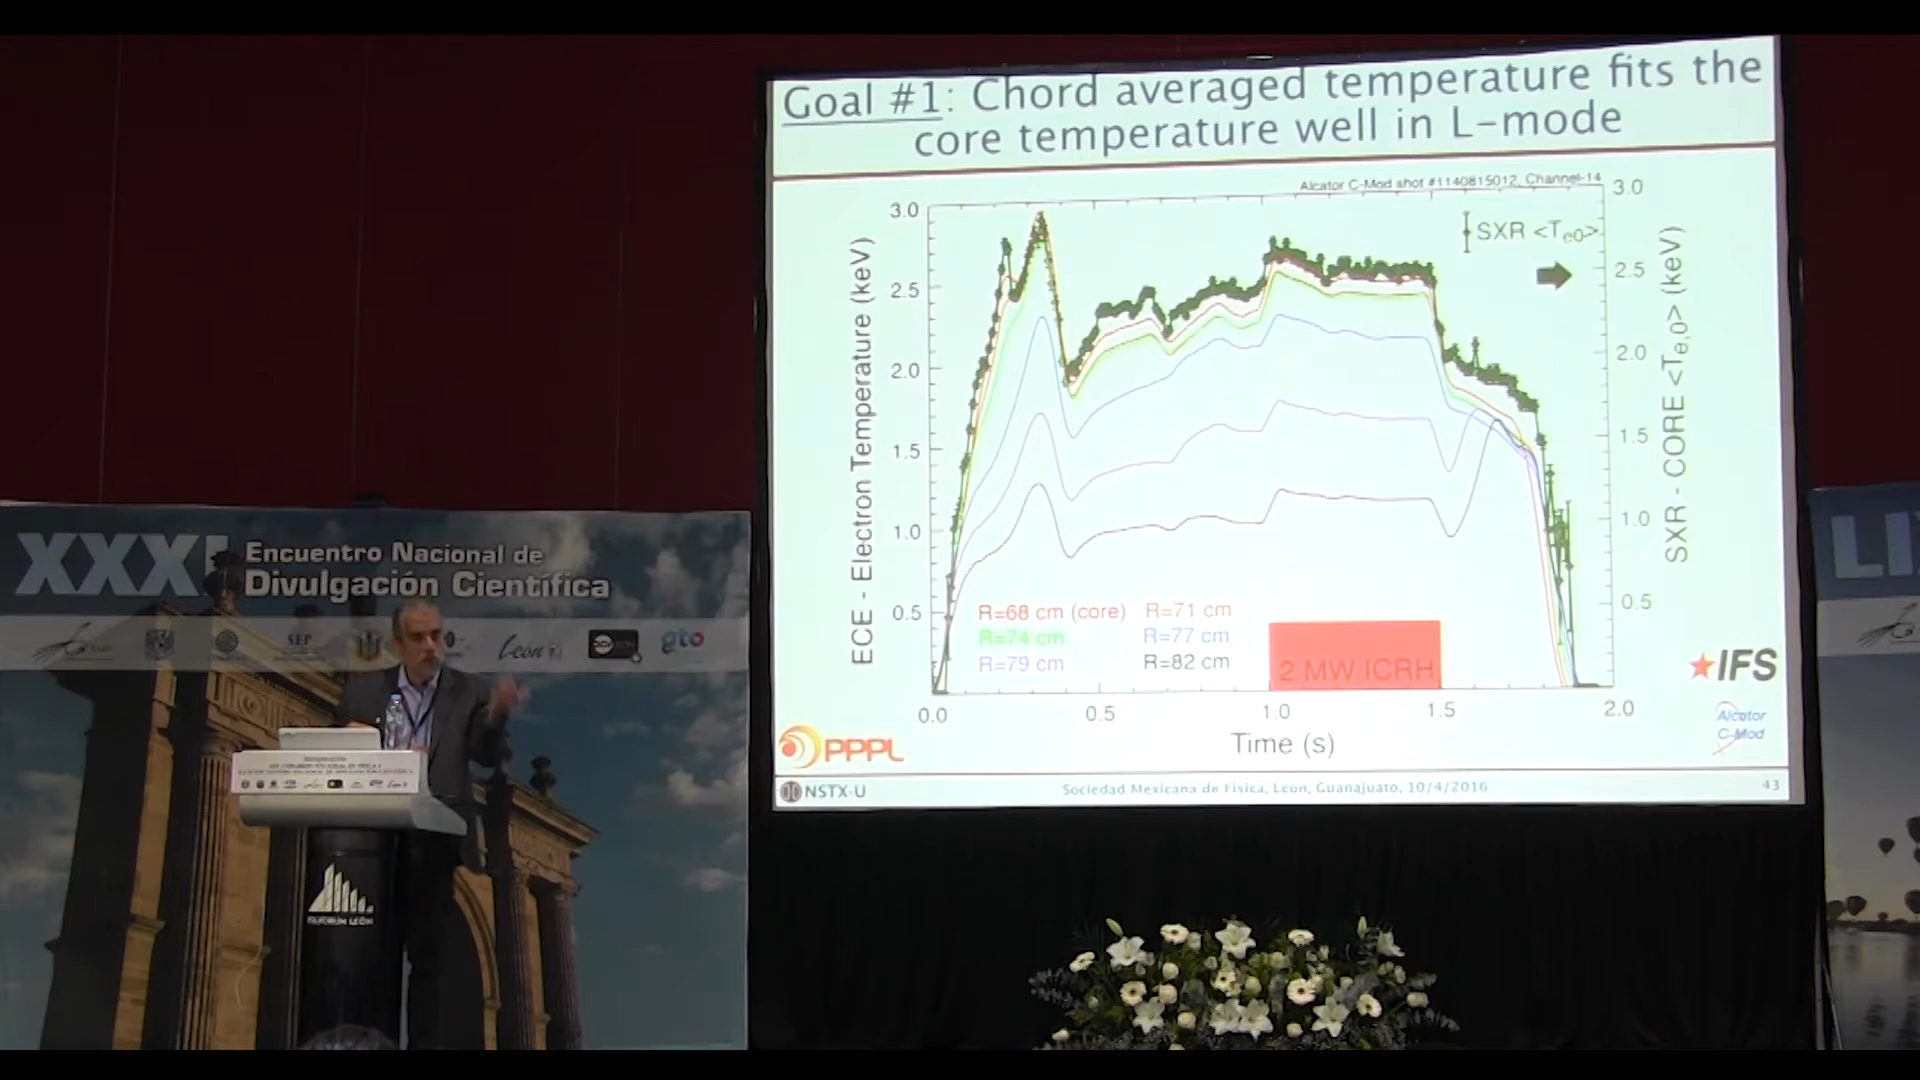 Goal #1: Chord averaged temperature fits the
core temperature well in L-mode
Alcator C-Mod shot #1140815012, Channel-14
3.0
2.5
2.0
1.5
1.0
0.5
ECE - Electron Temperature (keV)
SXR <Te0>
3.0
2.5
2.0
1.5
1.0
0.5
SXR - CORE <Te,0> (keV)
R=68 cm (core) R=71 cm
R=74 cm R=77 cm
R=79 cm R=82 cm
2 MW ICRH
0.0 0.5 1.0 1.5 2.0
Time (s)
IFS
Alcator
C-Mod
PPPL
NSTX-U
Sociedad Mexicana de Física, León, Guanajuato, 10/4/2016
43
XXXI Encuentro Nacional de
Divulgación Científica
SEP
León
gto
LIX